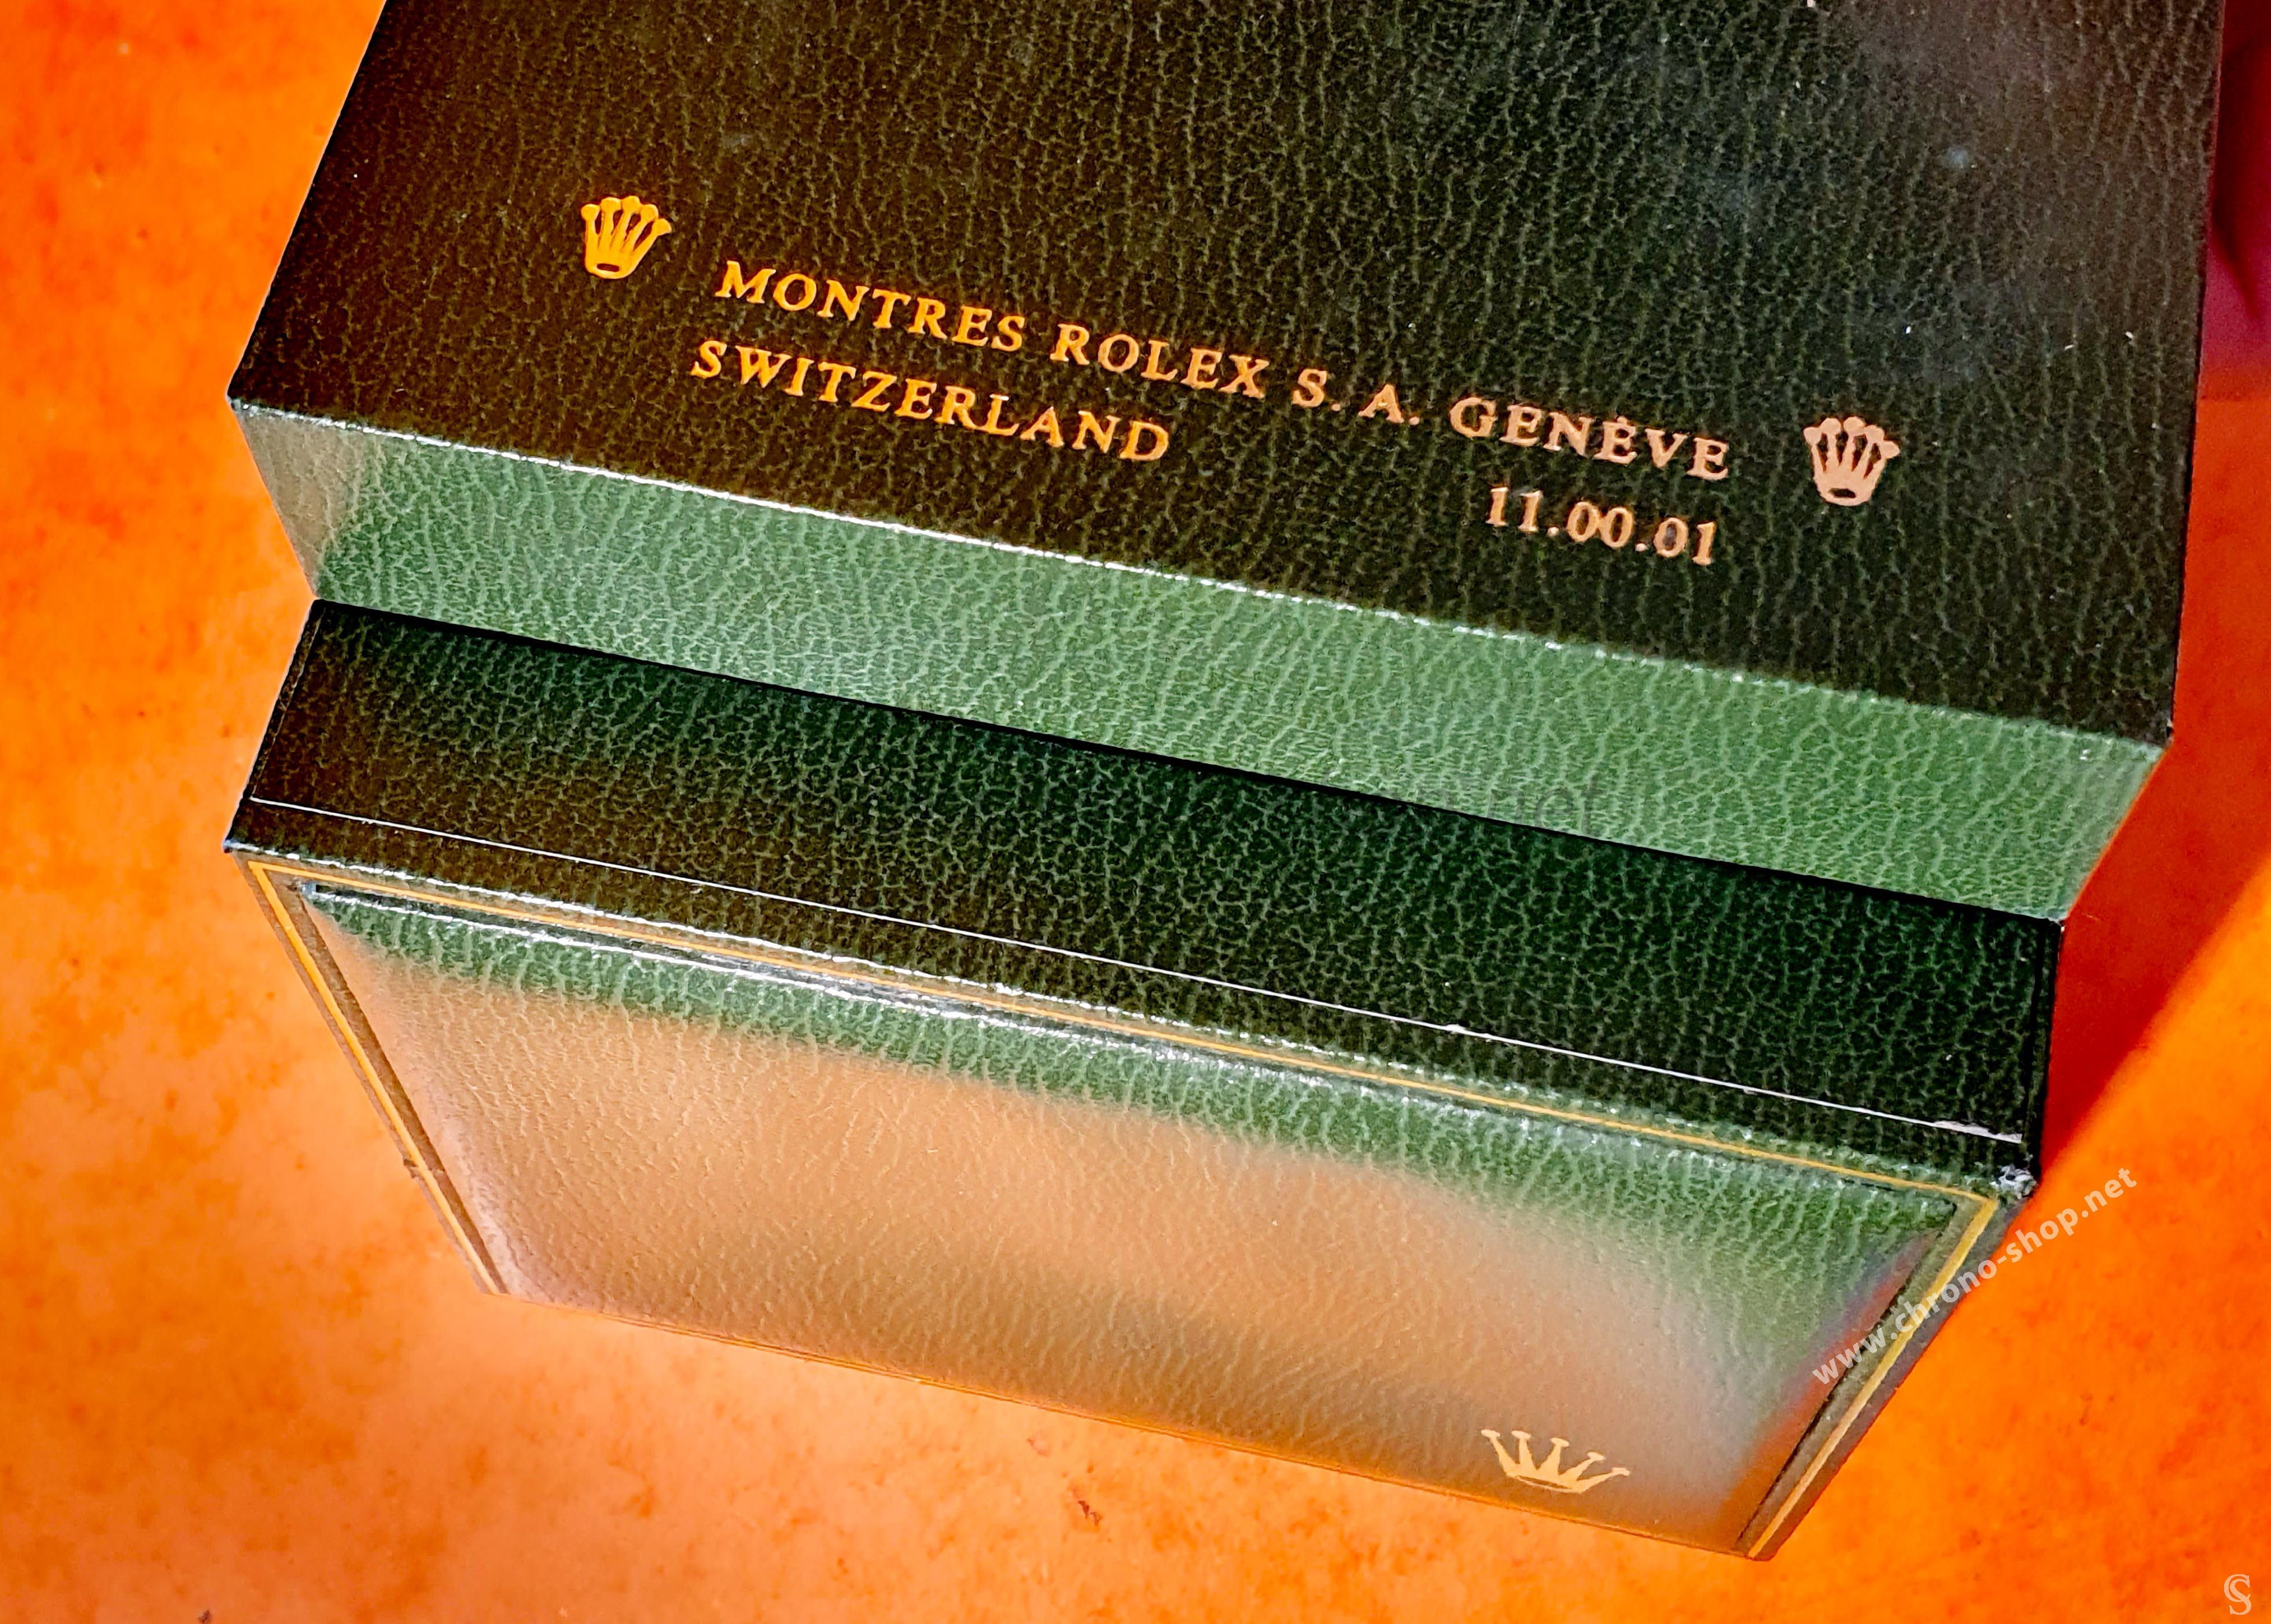 MONTRES ROLEX S. A. GENÈVE
SWITZERLAND
11.00.01
www.chrono-shop.net